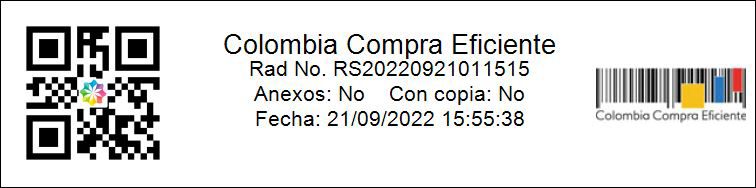 Colombia Compra Eficiente
Rad No. RS20220921011515
Anexos: No    Con copia: No
Fecha: 21/09/2022 15:55:38
Colombia Compra Eficiente